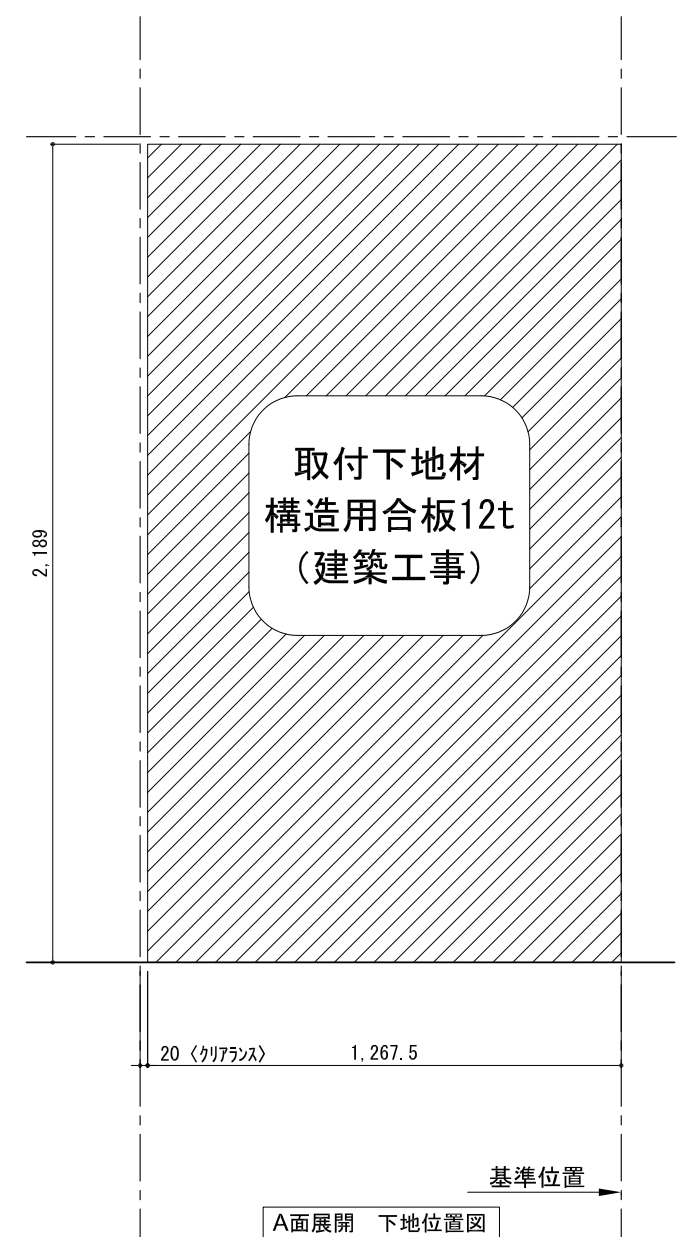 取付下地材
構造用合板12t
(建築工事)
2,189
20 〈クリアランス〉
1,267.5
基準位置
A面展開　下地位置図